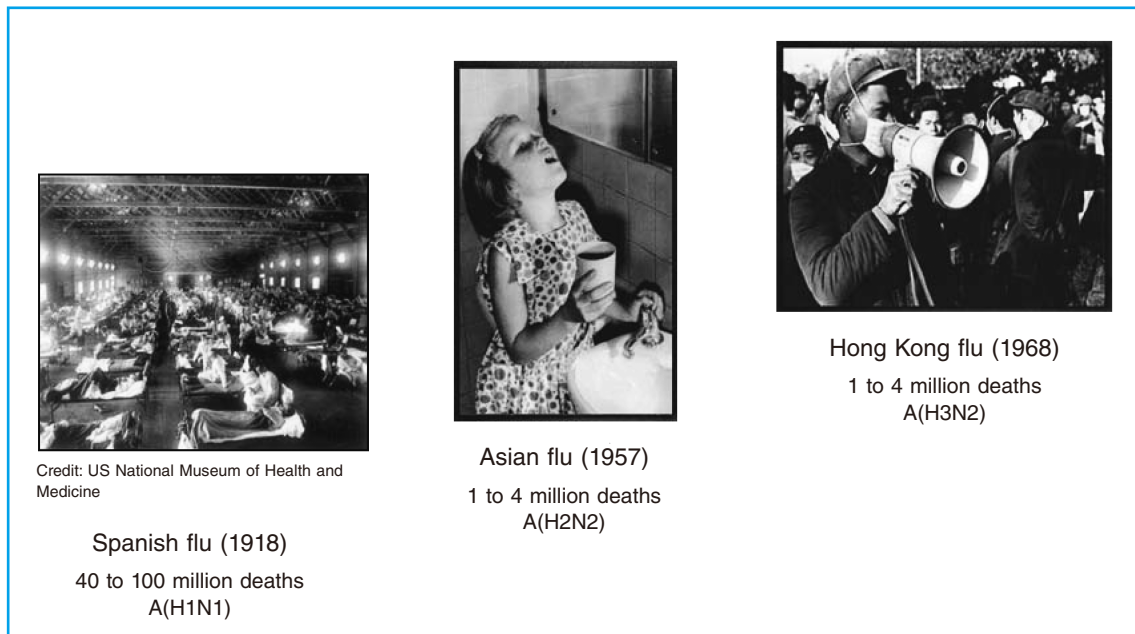 Credit: US National Museum of Health and
Medicine
Spanish flu (1918)
40 to 100 million deaths
A(H1N1)
Asian flu (1957)
1 to 4 million deaths
A(H2N2)
Hong Kong flu (1968)
1 to 4 million deaths
A(H3N2)